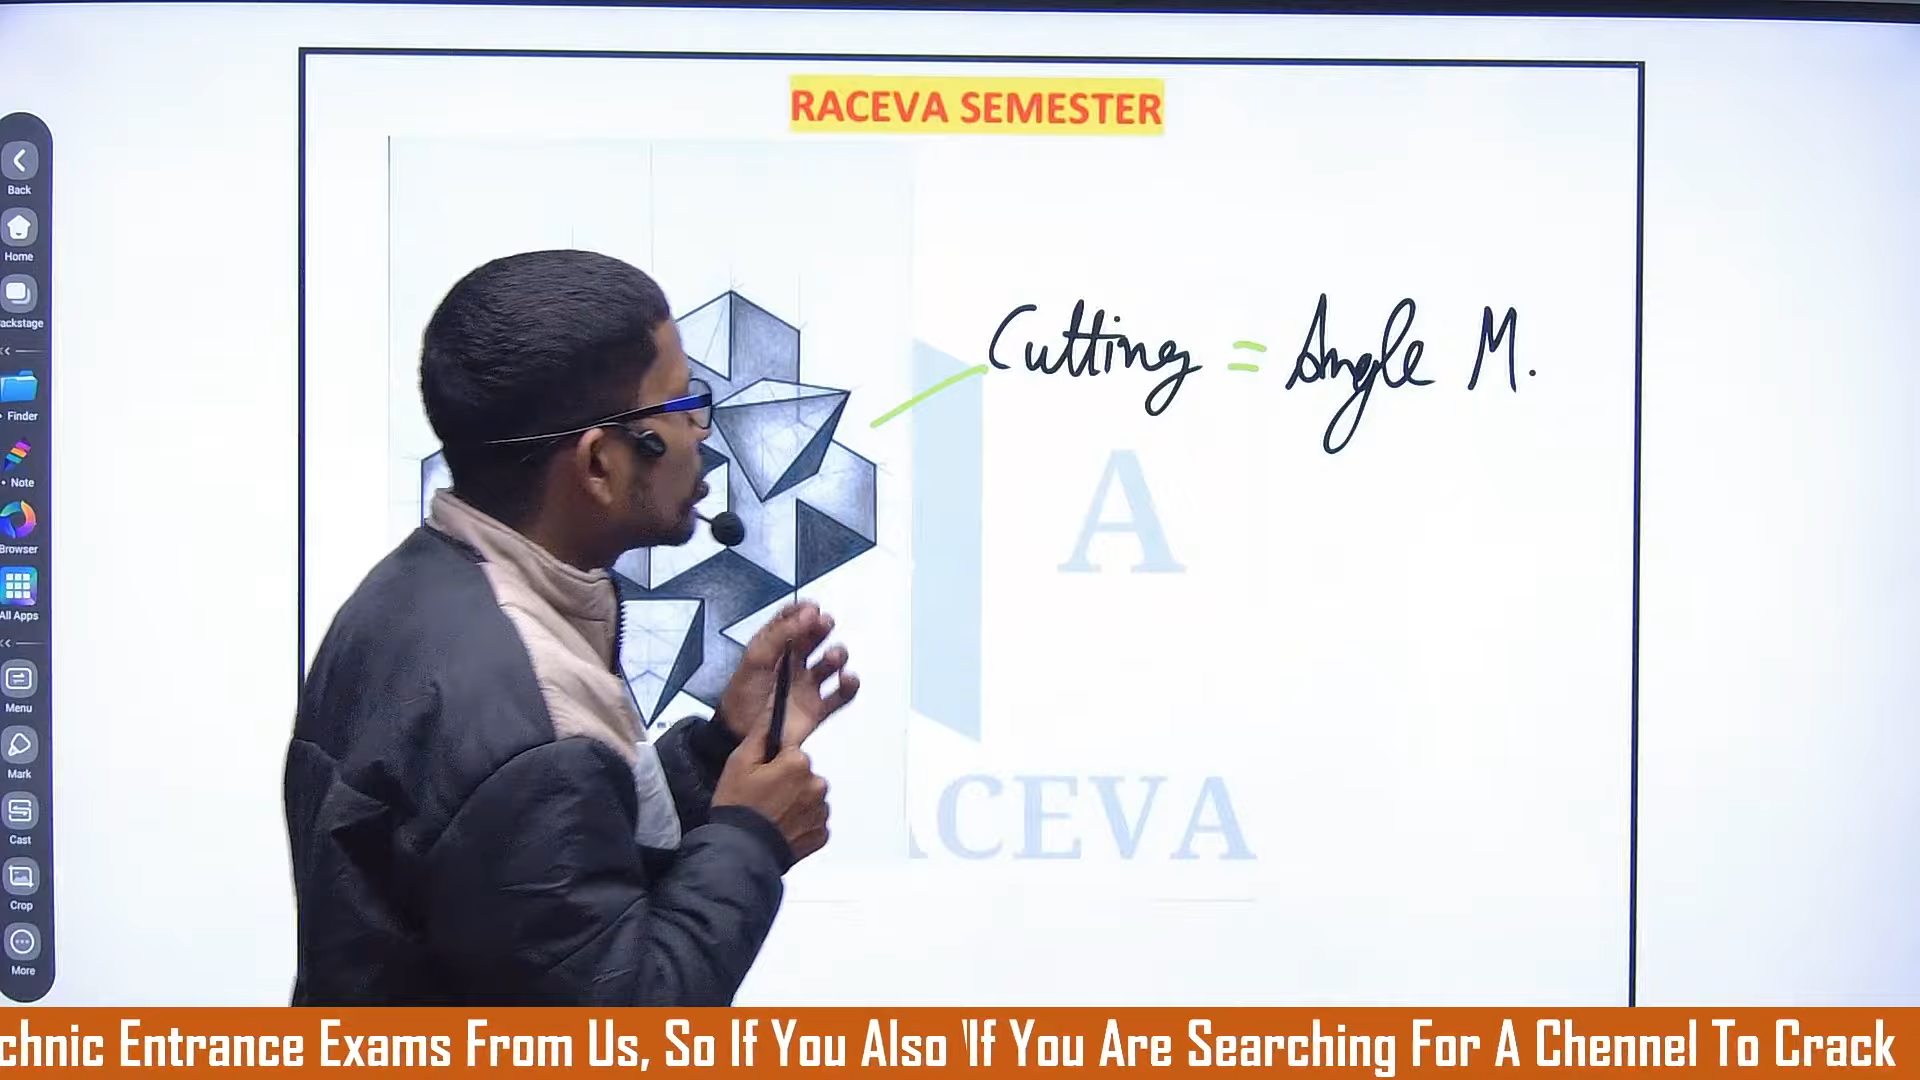 RACEVA SEMESTER
Cutting = Angle M.
A
ACEVA
Back
Home
ackstage
Finder
Note
Browser
All Apps
Menu
Mark
Cast
Crop
More
chnic Entrance Exams From Us, So If You Also If You Are Searching For A Chennel To Crack